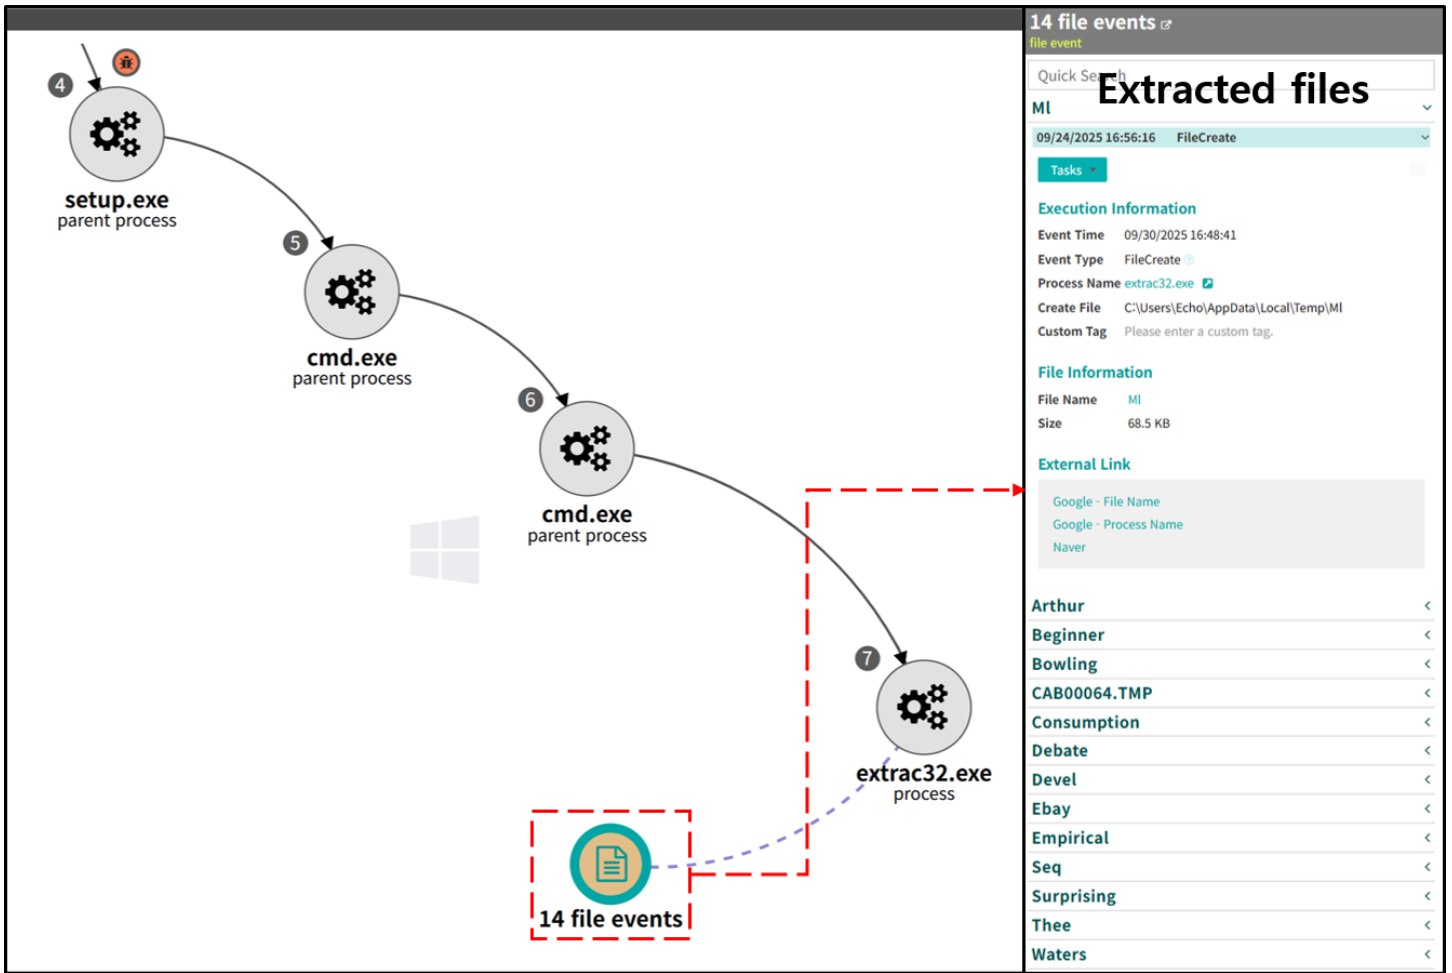 4
setup.exe
parent process
5
cmd.exe
parent process
6
cmd.exe
parent process
7
extrac32.exe
process
14 file events
14 file events
file event
Quick Search
Extracted files
Ml
09/24/2025 16:56:16 FileCreate
Tasks
Execution Information
Event Time 09/30/2025 16:48:41
Event Type FileCreate
Process Name extrac32.exe
Create File C:\Users\Echo\AppData\Local\Temp\Ml
Custom Tag Please enter a custom tag.
File Information
File Name Ml
Size 68.5 KB
External Link
Google - File Name
Google - Process Name
Naver
Arthur
Beginner
Bowling
CAB00064.TMP
Consumption
Debate
Devel
Ebay
Empirical
Seq
Surprising
Thee
Waters